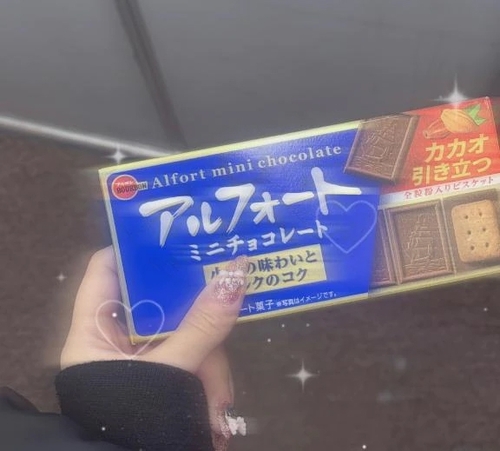 BOURBON
Alfort mini chocolate
アルフォート
ミニチョコレート
の味わいと
クのコク
ート菓子 ※写真はイメージです。
カカオ
引き立つ
全粒粉入りビスケット